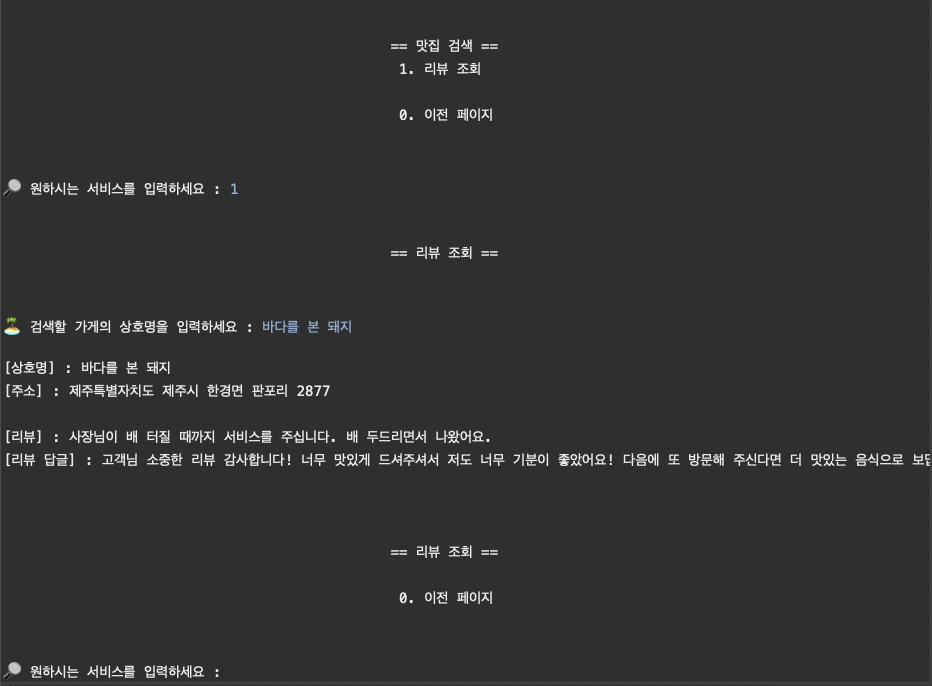 == 맛집 검색 ==
1. 리뷰 조회
0. 이전 페이지
원하시는 서비스를 입력하세요 : 1
== 리뷰 조회 ==
검색할 가게의 상호명을 입력하세요 : 바다를 본 돼지
[상호명] : 바다를 본 돼지
[주소] : 제주특별자치도 제주시 한경면 판포리 2877
[리뷰] : 사장님이 배 터질 때까지 서비스를 주십니다. 배 두드리면서 나왔어요.
[리뷰 답글] : 고객님 소중한 리뷰 감사합니다! 너무 맛있게 드셔주셔서 저도 너무 기분이 좋았어요! 다음에 또 방문해 주신다면 더 맛있는 음식으로
== 리뷰 조회 ==
0. 이전 페이지
원하시는 서비스를 입력하세요 :